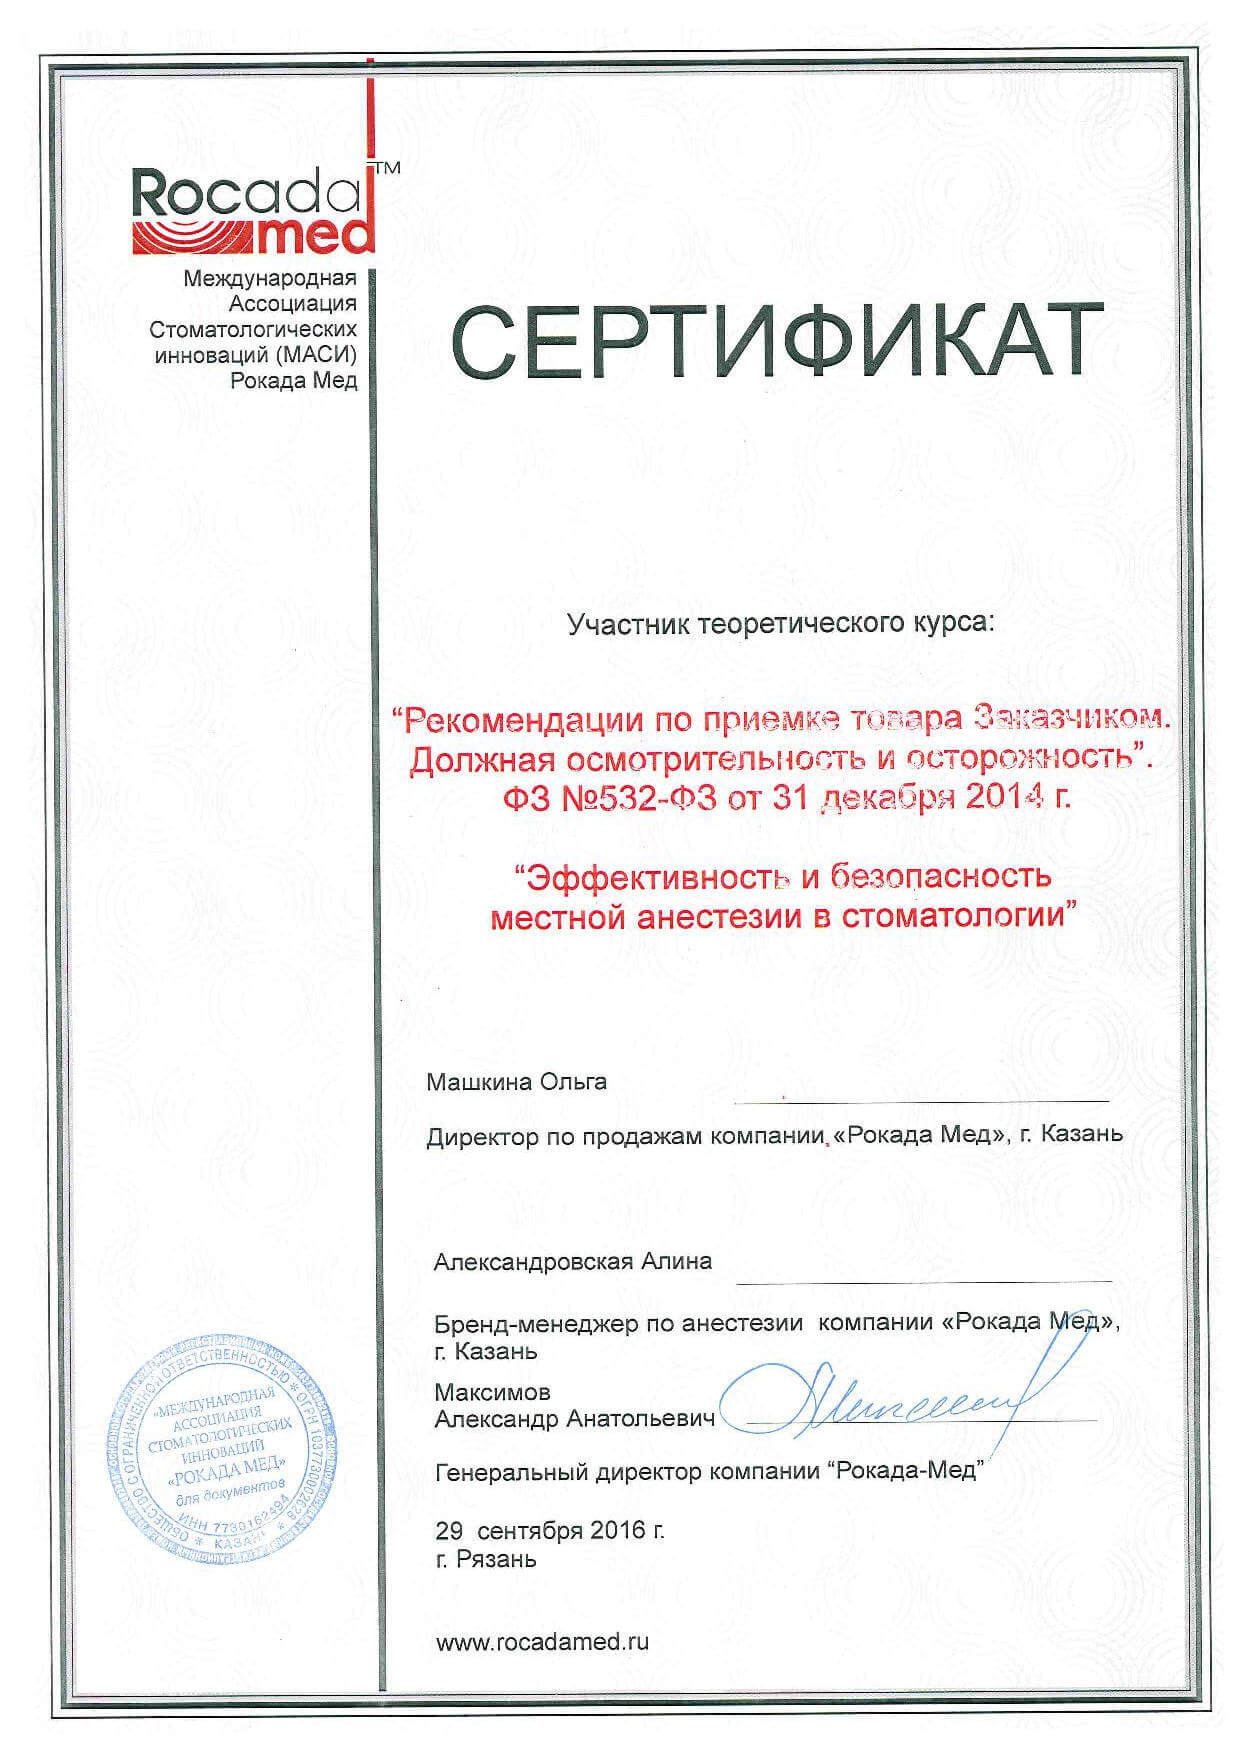 Rocada
med
TM
Международная
Ассоциация
Стоматологических
инноваций (МАСИ)
Рокада Мед
СЕРТИФИКАТ
Участник теоретического курса:
“Рекомендации по приемке товара Заказчиком.
Должная осмотрительность и осторожность”.
ФЗ №532-ФЗ от 31 декабря 2014 г.
“Эффективность и безопасность
местной анестезии в стоматологии”
Машкина Ольга
Директор по продажам компании «Рокада Мед», г. Казань
Александровская Алина
Бренд-менеджер по анестезии компании «Рокада Мед»,
г. Казань
Максимов
Александр Анатольевич
Генеральный директор компании “Рокада-Мед”
29 сентября 2016 г.
г. Рязань
www.rocadamed.ru
ОБЩЕСТВО С ОГРАНИЧЕННОЙ ОТВЕТСТВЕННОСТЬЮ * ОГРН 1037730002628
«МЕЖДУНАРОДНАЯ
АССОЦИАЦИЯ
СТОМАТОЛОГИЧЕСКИХ
ИННОВАЦИЙ
«РОКАДА МЕД»
для документов
ИНН 7730162494
* КАЗАНЬ *